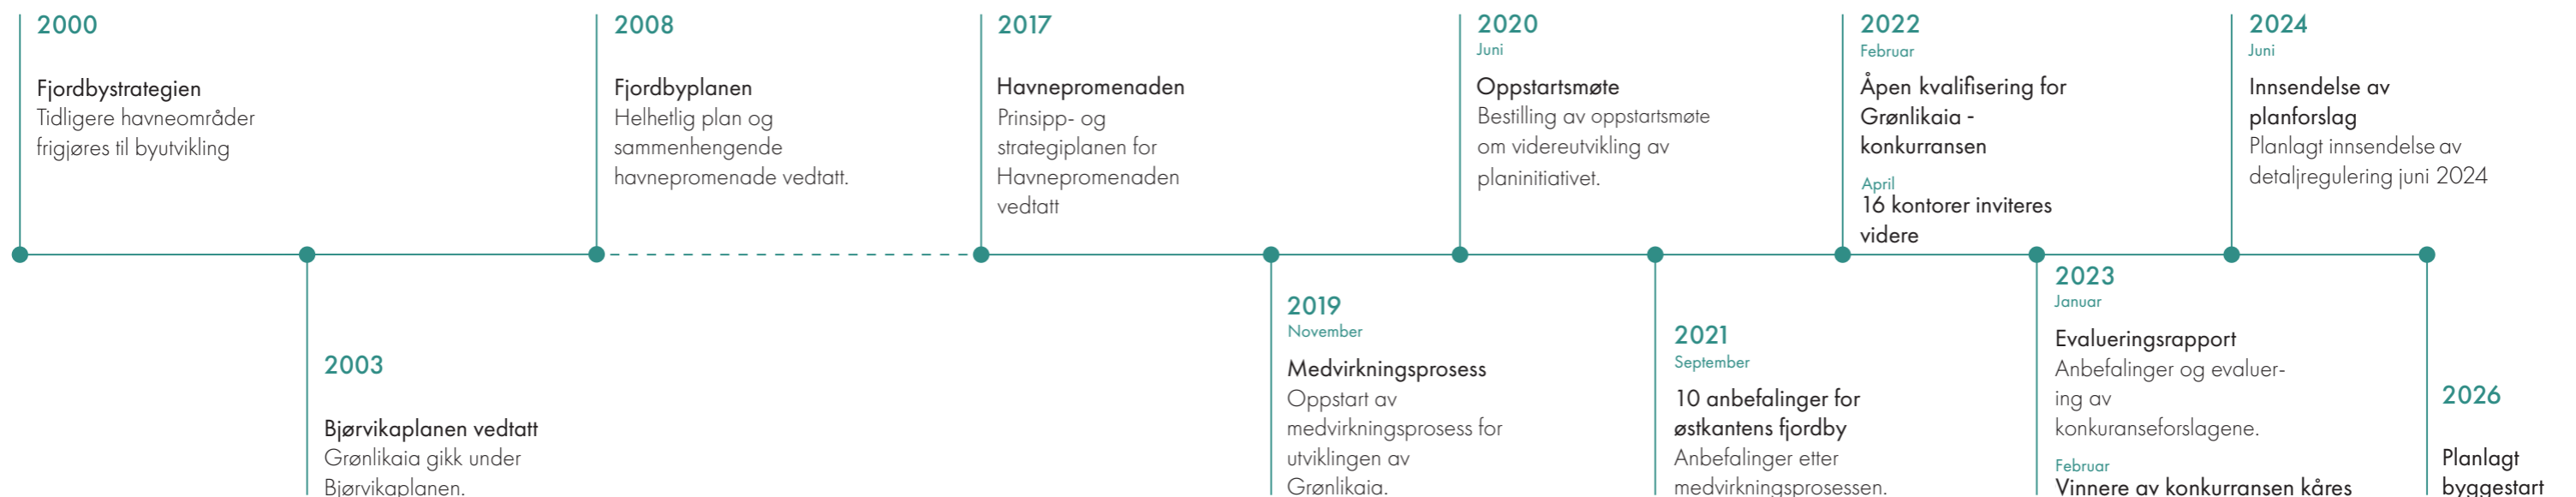 2000
Fjordbystrategien
Tidligere havneområder
frigjøres til byutvikling
2003
Bjørvikaplanen vedtatt
Grønlikaia gikk under
Bjørvikaplanen.
2008
Fjordbyplanen
Helhetlig plan og
sammenhengende
havnepromenade vedtatt.
2017
Havnepromenaden
Prinsipp- og
strategiplanen for
Havnepromenaden
vedtatt
2019
November
Medvirkningsprosess
Oppstart av
medvirkningsprosess for
utviklingen av
Grønlikaia.
2020
Juni
Oppstartsmøte
Bestilling av oppstartsmøte
om videreutvikling av
planinitiativet.
2021
September
10 anbefalinger for
østkantens fjordby
Anbefalinger etter
medvirkningsprosessen.
2022
Februar
Åpen kvalifisering for
Grønlikaia -
konkurransen
April
16 kontorer inviteres
videre
2023
Januar
Evalueringsrapport
Anbefalinger og evaluer-
ing av
konkuranseforslagene.
Februar
Vinnere av konkurransen kåres
2024
Juni
Innsendelse av
planforslag
Planlagt innsendelse av
detaljregulering juni 2024
2026
Planlagt
byggestart